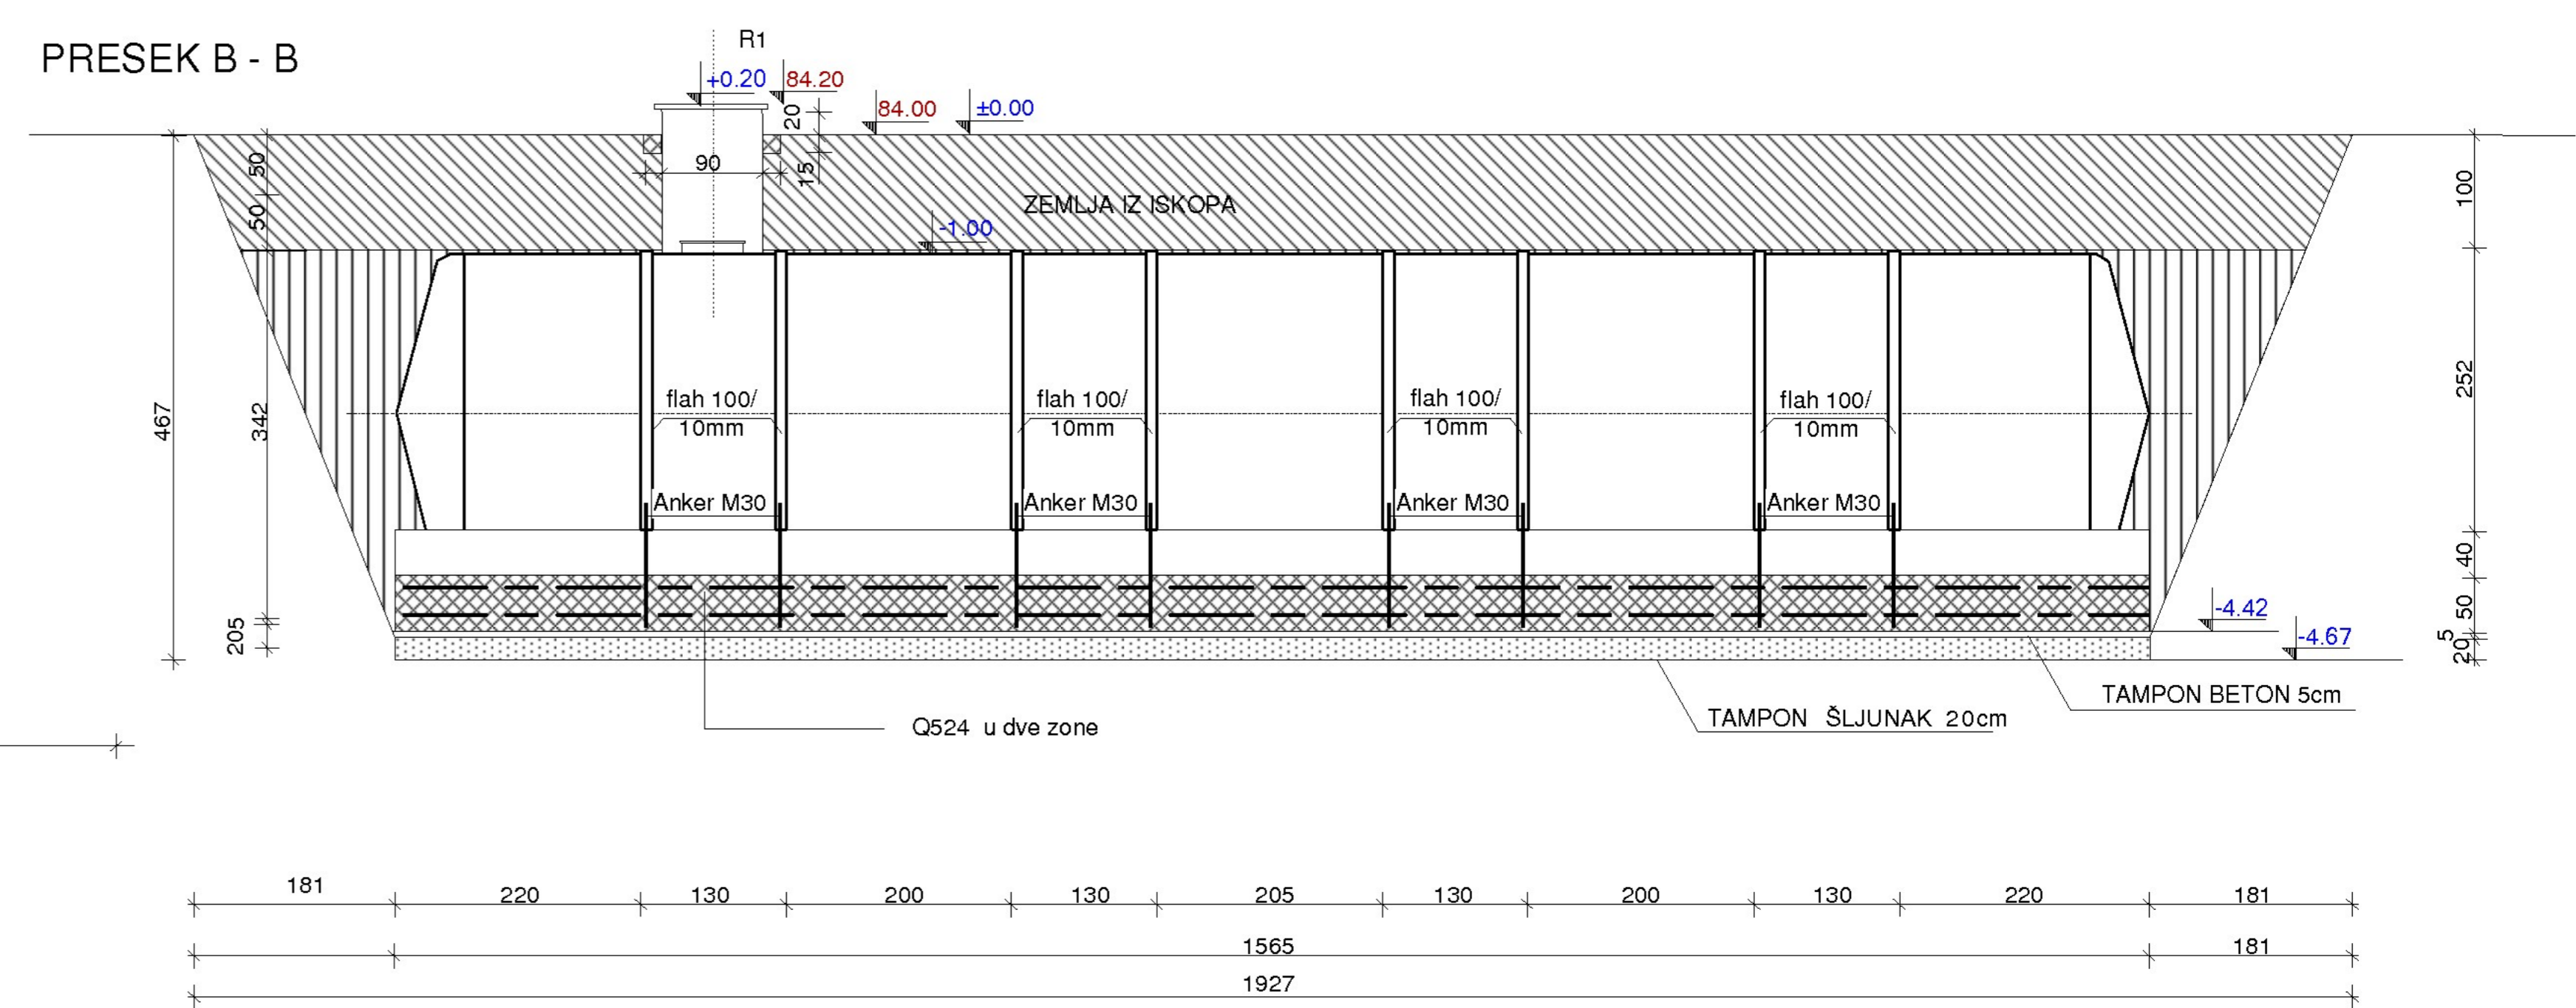 PRESEK B - B
R1
+0.20
84.20
84.00
±0.00
20
15
90
50
50
ZEMLJA IZ ISKOPA
-1.00
100
467
342
205
252
40
50
5
20
flah 100/
10mm
flah 100/
10mm
flah 100/
10mm
flah 100/
10mm
Anker M30
Anker M30
Anker M30
Anker M30
-4.42
-4.67
TAMPON BETON 5cm
TAMPON ŠLJUNAK 20cm
Q524 u dve zone
181 220 130 200 130 205 130 200 130 220 181
1565 181
1927